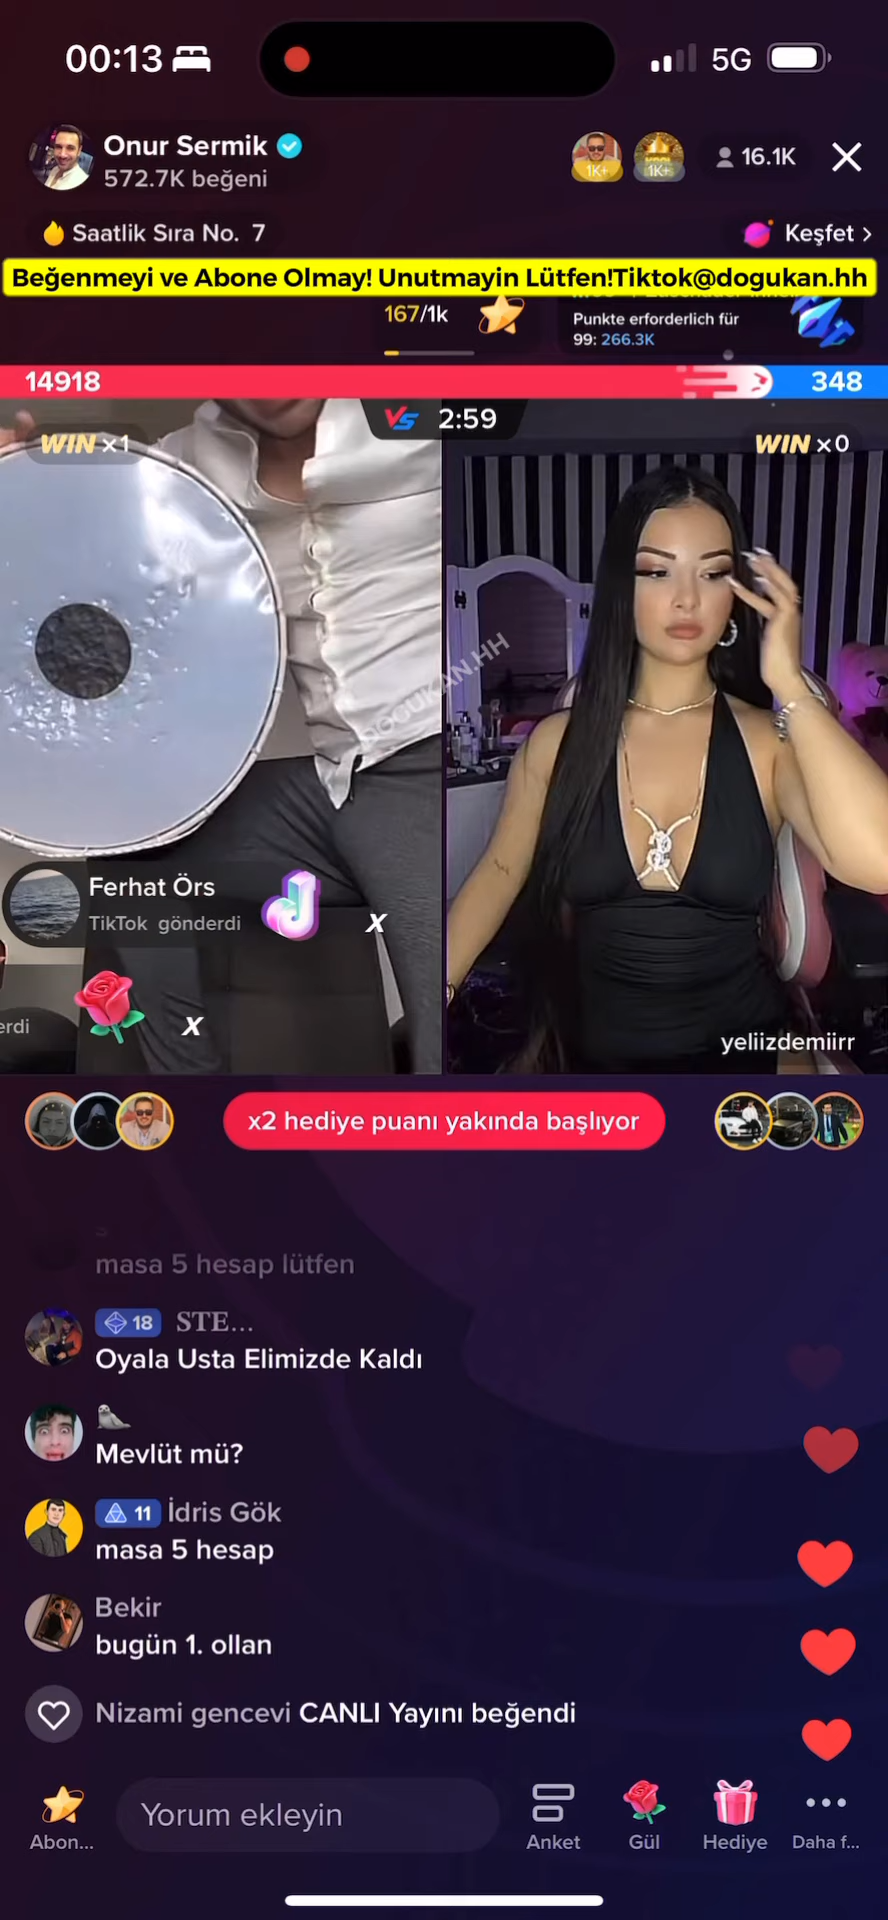 00:13
5G
Onur Sermik
572.7K beğeni
1K+
1K+
16.1K
Saatlik Sıra No. 7
Keşfet >
Beğenmeyi ve Abone Olmay! Unutmayin Lütfen!Tiktok@dogukan.hh
167/1k
Punkte erforderlich für
99: 266.3K
14918
348
VS 2:59
WIN x1
WIN x0
DOGUKAN.HH
Ferhat Örs
TikTok gönderdi
x
erdi
x
yeliizdemiirr
x2 hediye puanı yakında başlıyor
masa 5 hesap lütfen
18 STE...
Oyala Usta Elimizde Kaldı
Mevlüt mü?
11 İdris Gök
masa 5 hesap
Bekir
bugün 1. ollan
Nizami gencevi CANLI Yayını beğendi
Yorum ekleyin
Abon...
Anket
Gül
Hediye
Daha f...